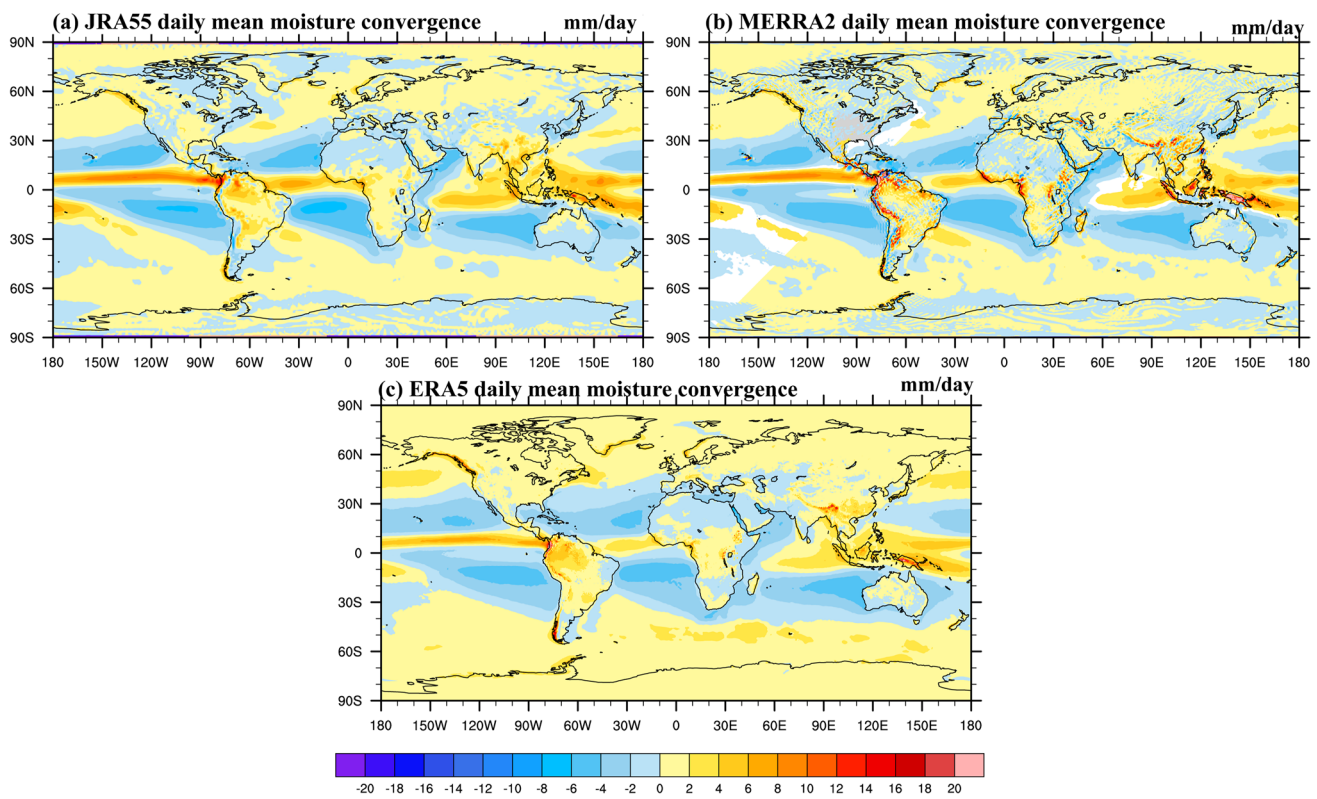 (a) JRA55 daily mean moisture convergence mm/day
(b) MERRA2 daily mean moisture convergence mm/day
90N
60N
30N
0
30S
60S
90S
180 150W 120W 90W 60W 30W 0 30E 60E 90E 120E 150E 180
90N
60N
30N
0
30S
60S
90S
180 150W 120W 90W 60W 30W 0 30E 60E 90E 120E 150E 180
(c) ERA5 daily mean moisture convergence mm/day
90N
60N
30N
0
30S
60S
90S
180 150W 120W 90W 60W 30W 0 30E 60E 90E 120E 150E 180
-20 -18 -16 -14 -12 -10 -8 -6 -4 -2 0 2 4 6 8 10 12 14 16 18 20